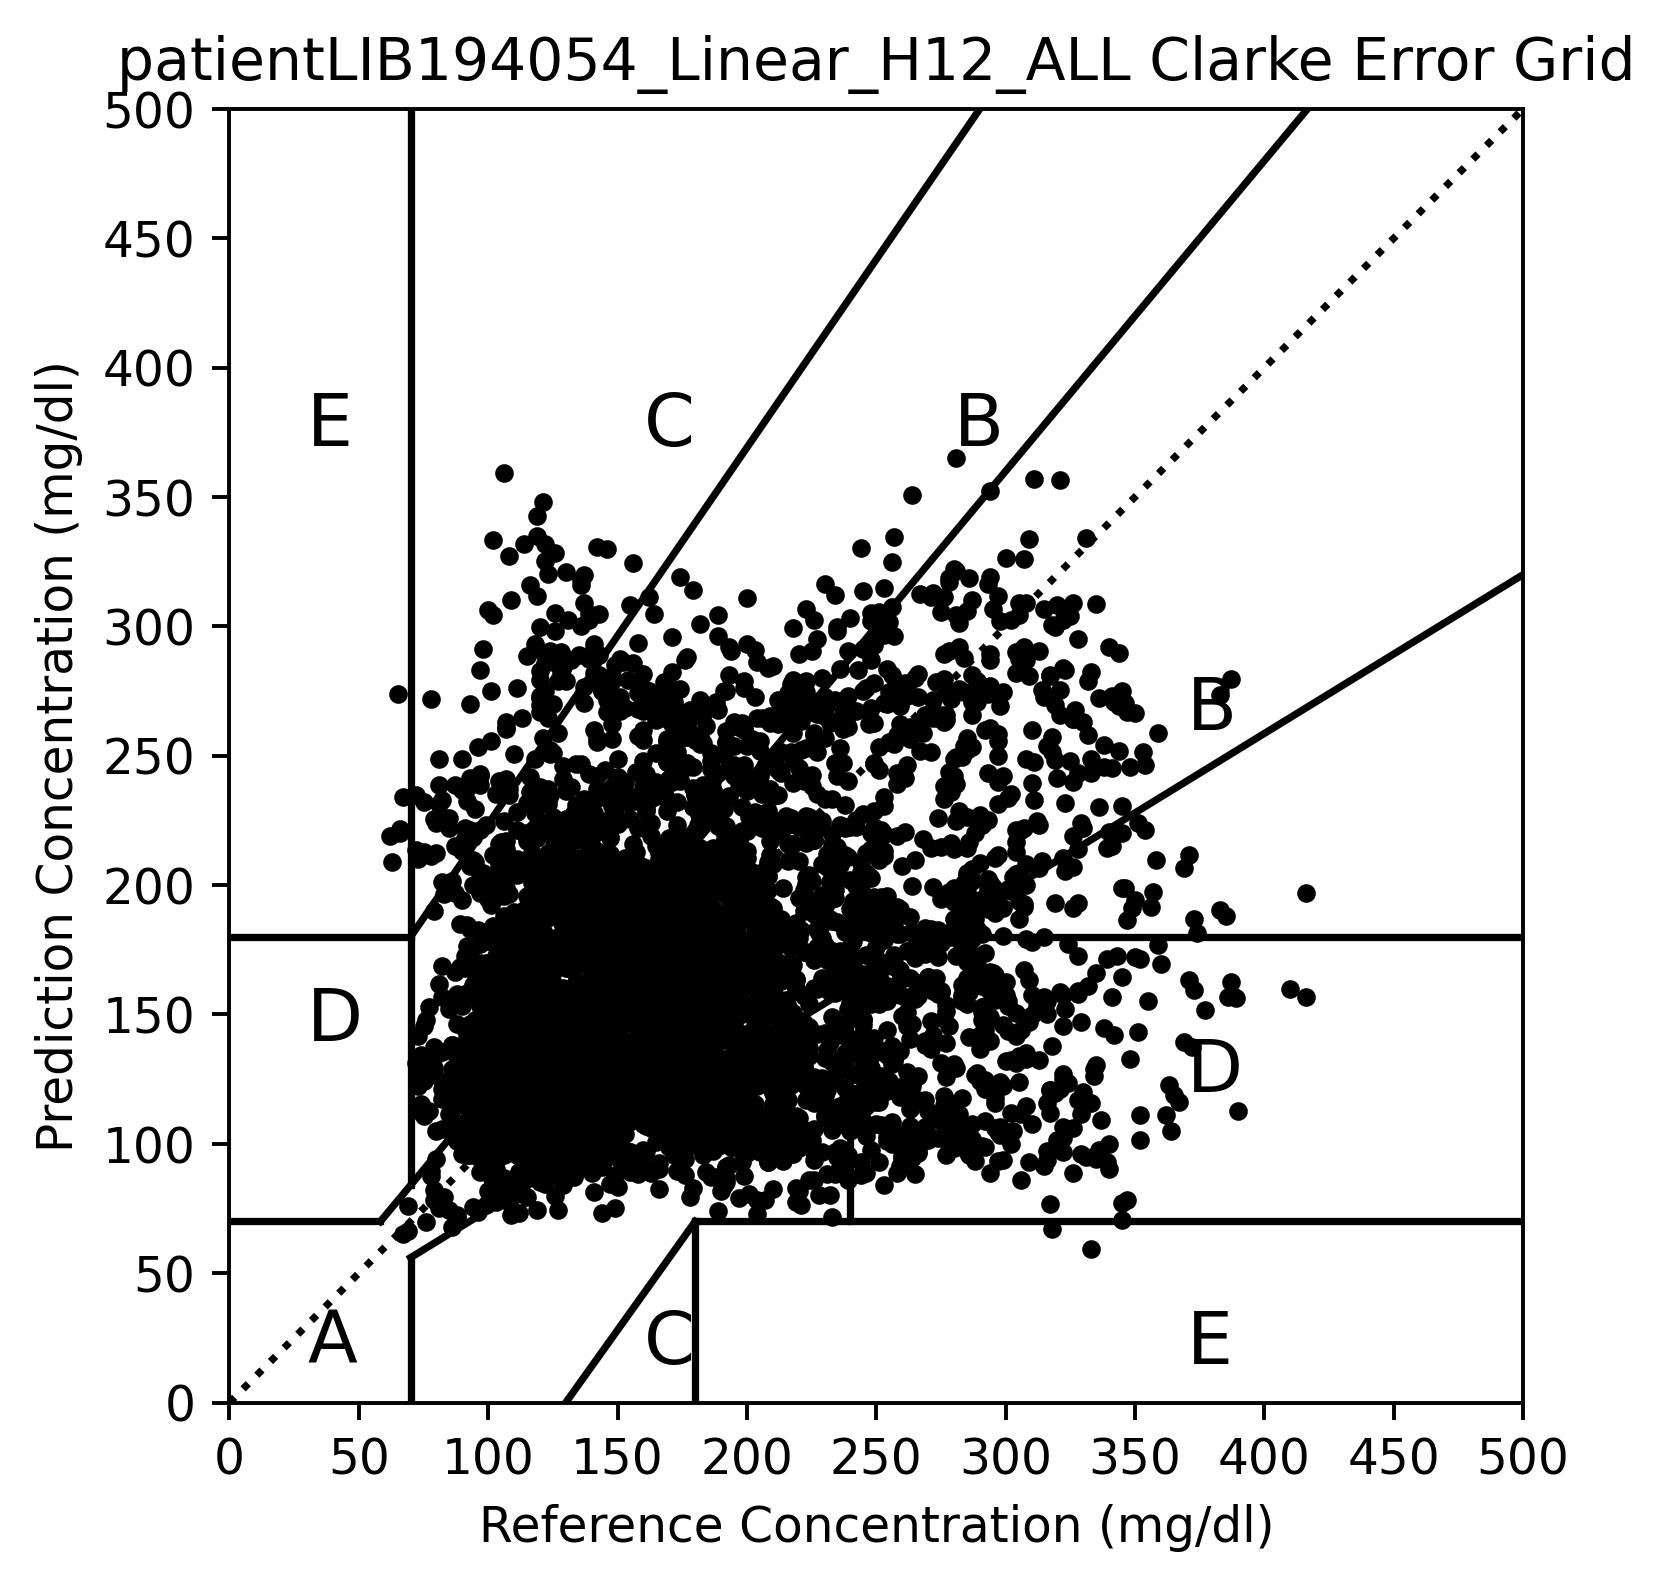 patientLIB194054_Linear_H12_ALL Clarke Error Grid
500
450
400
350
300
250
200
150
100
50
0
Prediction Concentration (mg/dl)
E
C
B
B
D
D
A
C
E
0 50 100 150 200 250 300 350 400 450 500
Reference Concentration (mg/dl)